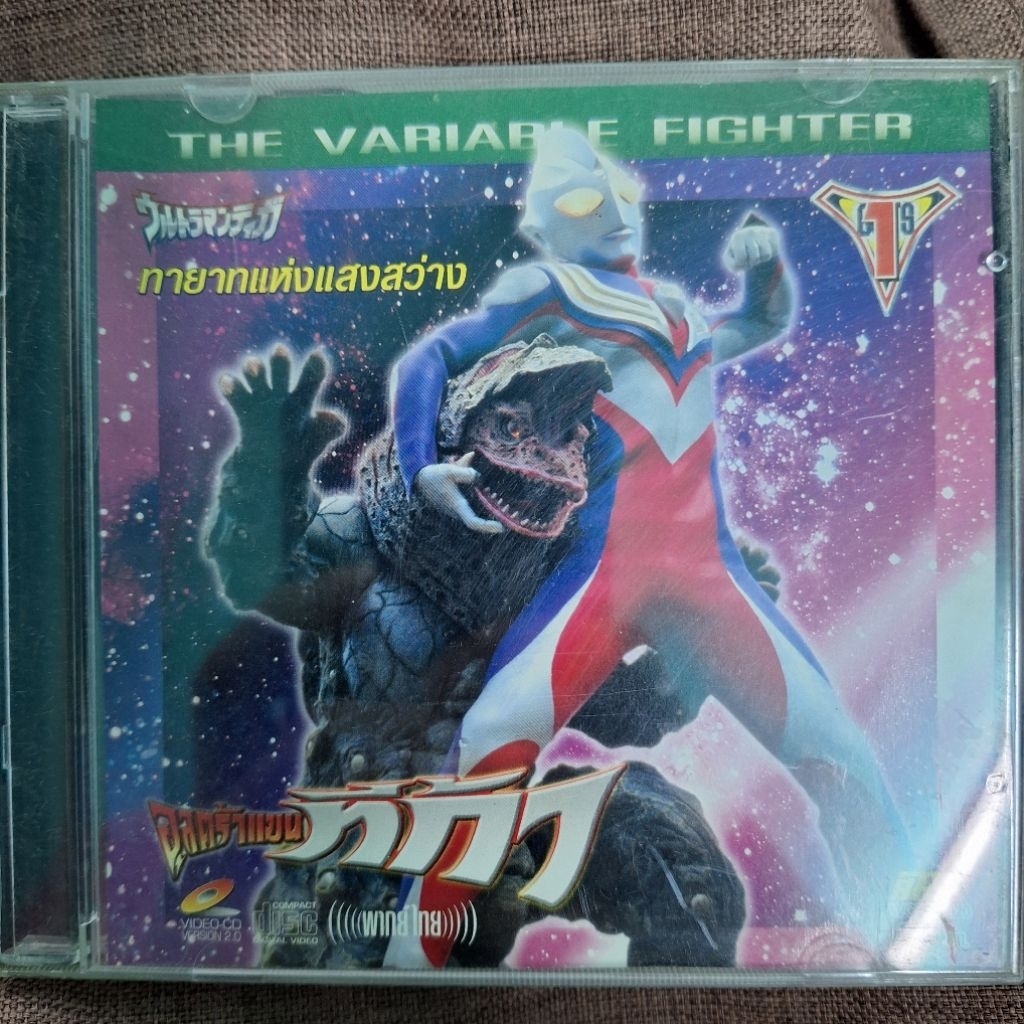 THE VARIABLE FIGHTER
ウルトラマンティガ
G1'S
ทายาทแห่งแสงสว่าง
อุลตร้าแมน
ทีก้า
VIDEO-CD
VERSION 2.0
COMPACT
disc
DIGITAL VIDEO
พากย์ไทย